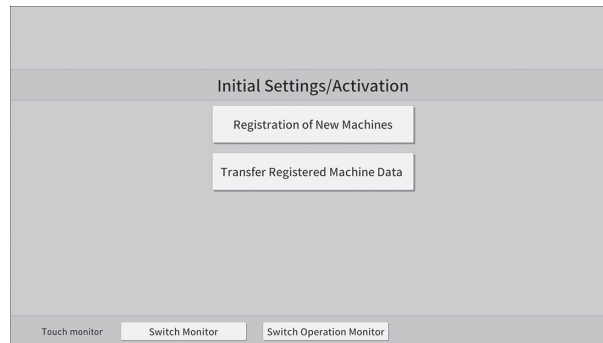 Initial Settings/Activation
Registration of New Machines
Transfer Registered Machine Data
Touch monitor Switch Monitor Switch Operation Monitor